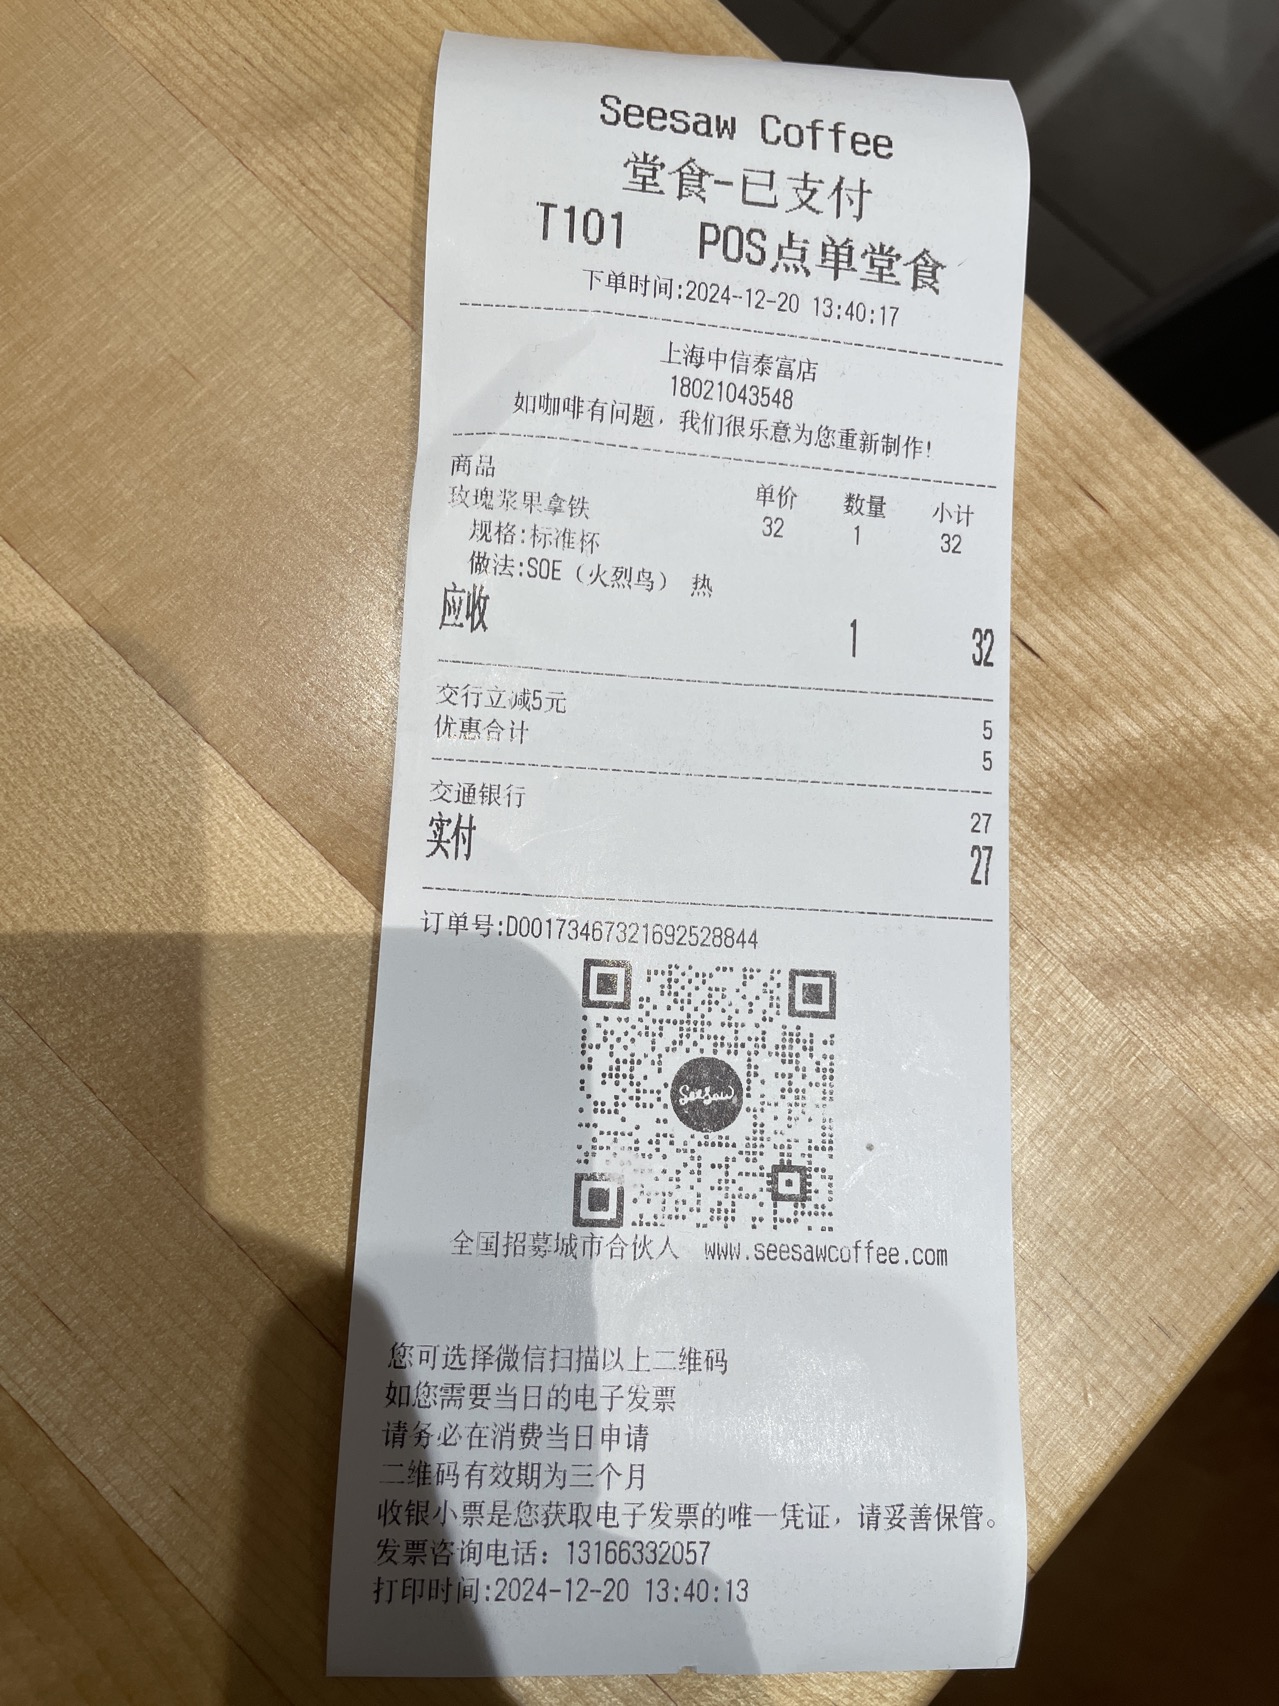 Seesaw Coffee
堂食-已支付
T101 POS点单堂食
下单时间:2024-12-20 13:40:17
上海中信泰富店
18021043548
如咖啡有问题，我们很乐意为您重新制作!
商品 单价 数量 小计
玫瑰浆果拿铁 32 1 32
规格:标准杯
做法:SOE（火烈鸟） 热
应收 1 32
交行立减5元 5
优惠合计 5
交通银行 27
实付 27
订单号:D001734673216925​28844
Seesaw
全国招募城市合伙人 www.seesawcoffee.com
您可选择微信扫描以上二维码
如您需要当日的电子发票
请务必在消费当日申请
二维码有效期为三个月
收银小票是您获取电子发票的唯一凭证，请妥善保管。
发票咨询电话：13166332057
打印时间:2024-12-20 13:40:13